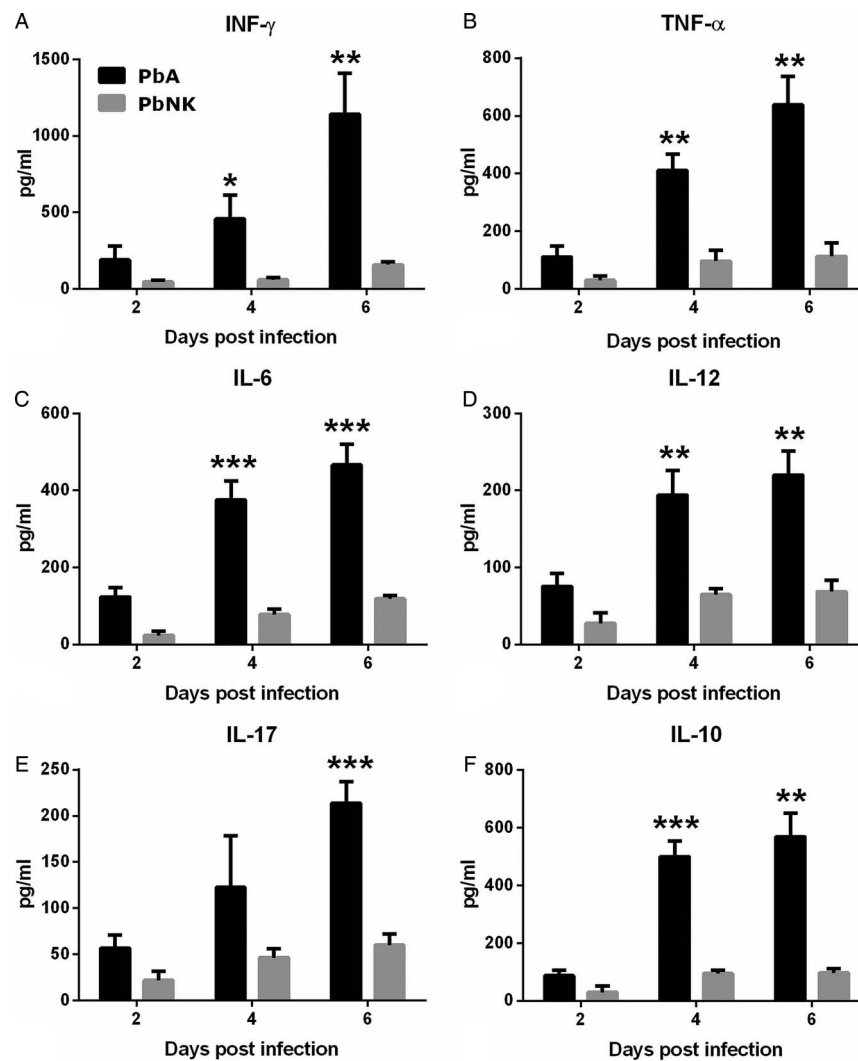 A
INF-γ
1500
1000
500
0
pg/ml
PbA
PbNK
*
**
2
4
6
Days post infection
B
TNF-α
800
600
400
200
0
pg/ml
**
**
2
4
6
Days post infection
C
IL-6
600
400
200
0
pg/ml
***
***
2
4
6
Days post infection
D
IL-12
300
200
100
0
pg/ml
**
**
2
4
6
Days post infection
E
IL-17
250
200
150
100
50
0
pg/ml
***
2
4
6
Days post infection
F
IL-10
800
600
400
200
0
pg/ml
***
**
2
4
6
Days post infection